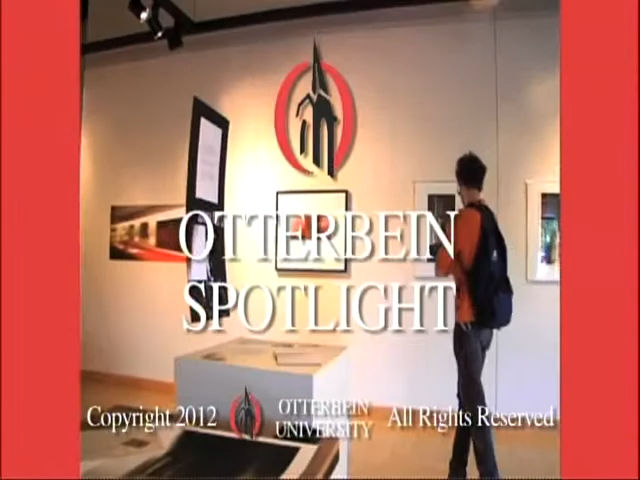 OTTERBEIN
SPOTLIGHT
Copyright 2012
OTTERBEIN
UNIVERSITY
All Rights Reserved